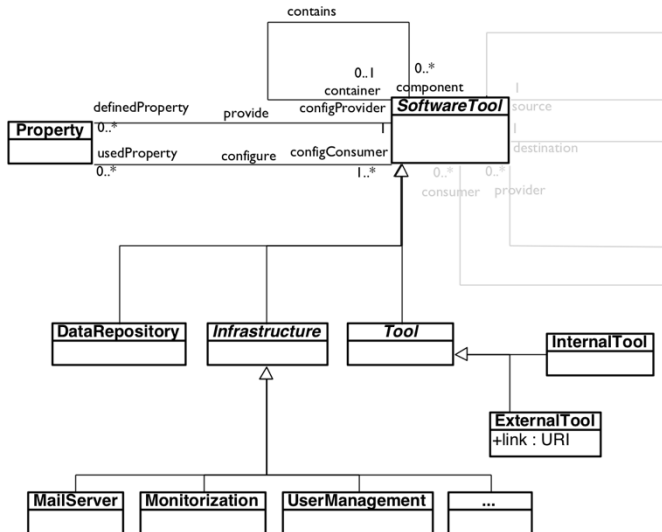 contains
0..1
0..*
container
component
1
definedProperty
provide
configProvider
SoftwareTool
source
Property
0..*
1
1
usedProperty
configure
configConsumer
destination
0..*
1..*
0..*
0..*
consumer
provider
DataRepository
Infrastructure
Tool
InternalTool
ExternalTool
+link : URI
MailServer
Monitorization
UserManagement
...